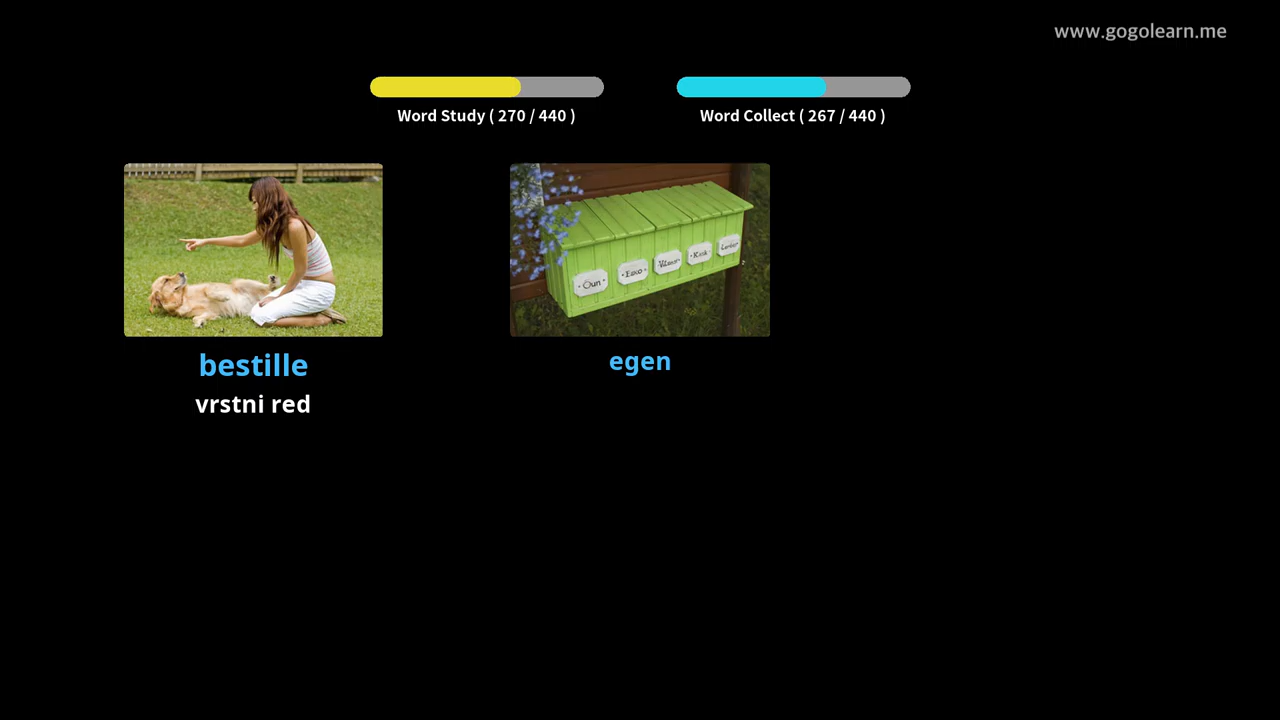 www.gogolearn.me
Word Study ( 270 / 440 )
Word Collect ( 267 / 440 )
bestille
vrstni red
egen